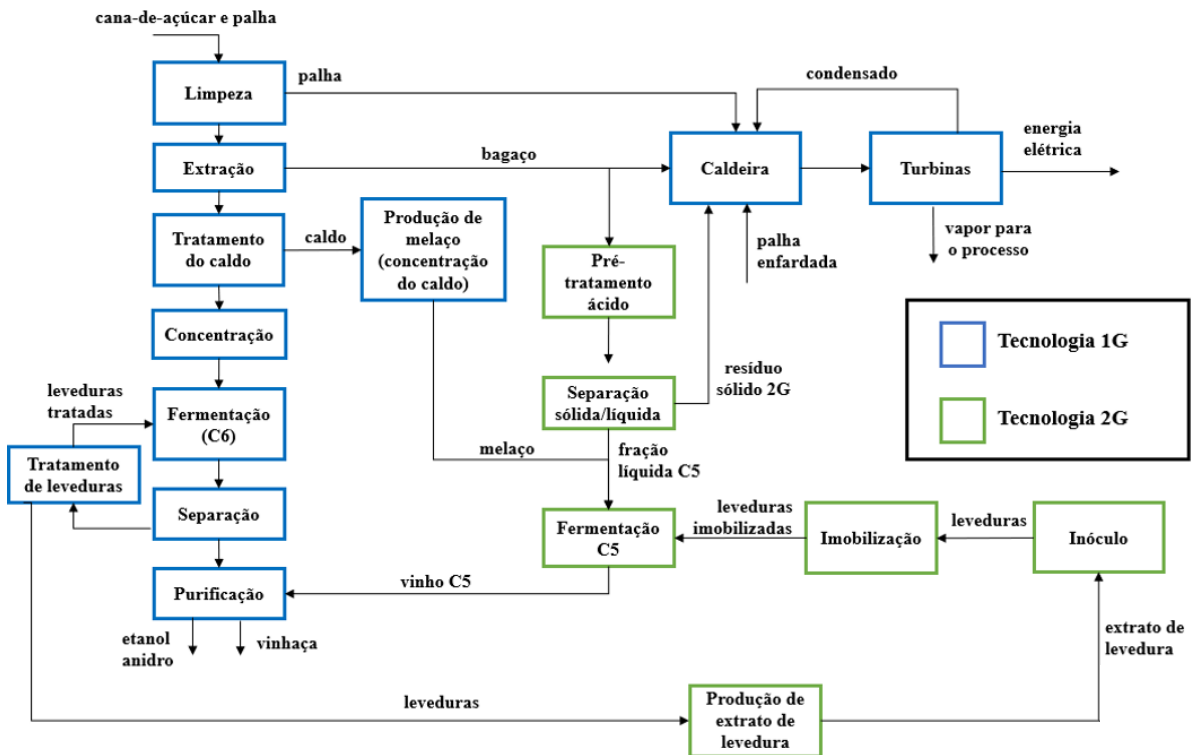 cana-de-açúcar e palha
Limpeza
palha
condensado
energia
elétrica
Extração
bagaço
Caldeira
Turbinas
Tratamento
do caldo
caldo
Produção de
melaço
(concentração
do caldo)
Pré-
tratamento
ácido
palha
enfardada
vapor para
o processo
Concentração
Tecnologia 1G
Tecnologia 2G
leveduras
tratadas
Fermentação
(C6)
Separação
sólida/líquida
resíduo
sólido 2G
melaço
fração
líquida C5
Tratamento
de leveduras
Separação
Fermentação
C5
leveduras
imobilizadas
Imobilização
leveduras
Inóculo
Purificação
vinho C5
etanol
anidro
vinhaça
extrato de
levedura
leveduras
Produção de
extrato de
levedura